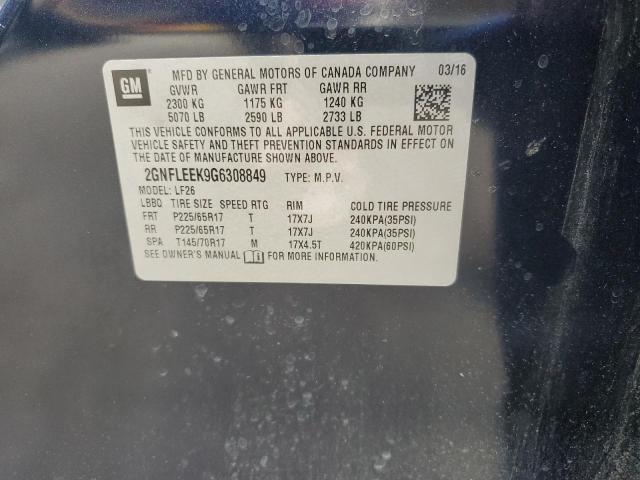 GM
MFD BY GENERAL MOTORS OF CANADA COMPANY 03/16
GVWR GAWR FRT GAWR RR
2300 KG 1175 KG 1240 KG
5070 LB 2590 LB 2733 LB
THIS VEHICLE CONFORMS TO ALL APPLICABLE U.S. FEDERAL MOTOR
VEHICLE SAFETY AND THEFT PREVENTION STANDARDS IN EFFECT ON
THE DATE OF MANUFACTURE SHOWN ABOVE.
2GNFLEEK9G6308849 TYPE: M.P.V.
MODEL: LF26
LBBQ TIRE SIZE SPEED RTG RIM COLD TIRE PRESSURE
FRT P225/65R17 T 17X7J 240KPA(35PSI)
RR P225/65R17 T 17X7J 240KPA(35PSI)
SPA T145/70R17 M 17X4.5T 420KPA(60PSI)
SEE OWNER'S MANUAL FOR MORE INFORMATION.